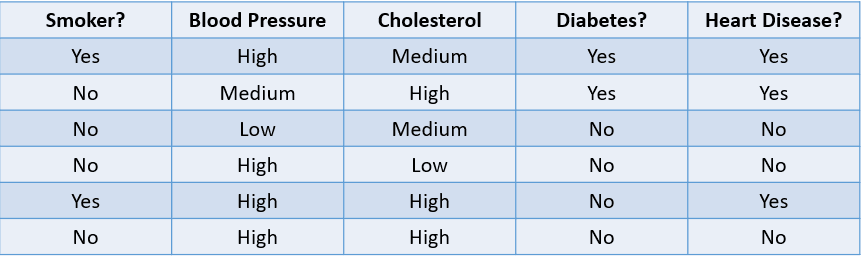 Smoker? Blood Pressure Cholesterol Diabetes? Heart Disease?
Yes High Medium Yes Yes
No Medium High Yes Yes
No Low Medium No No
No High Low No No
Yes High High No Yes
No High High No No